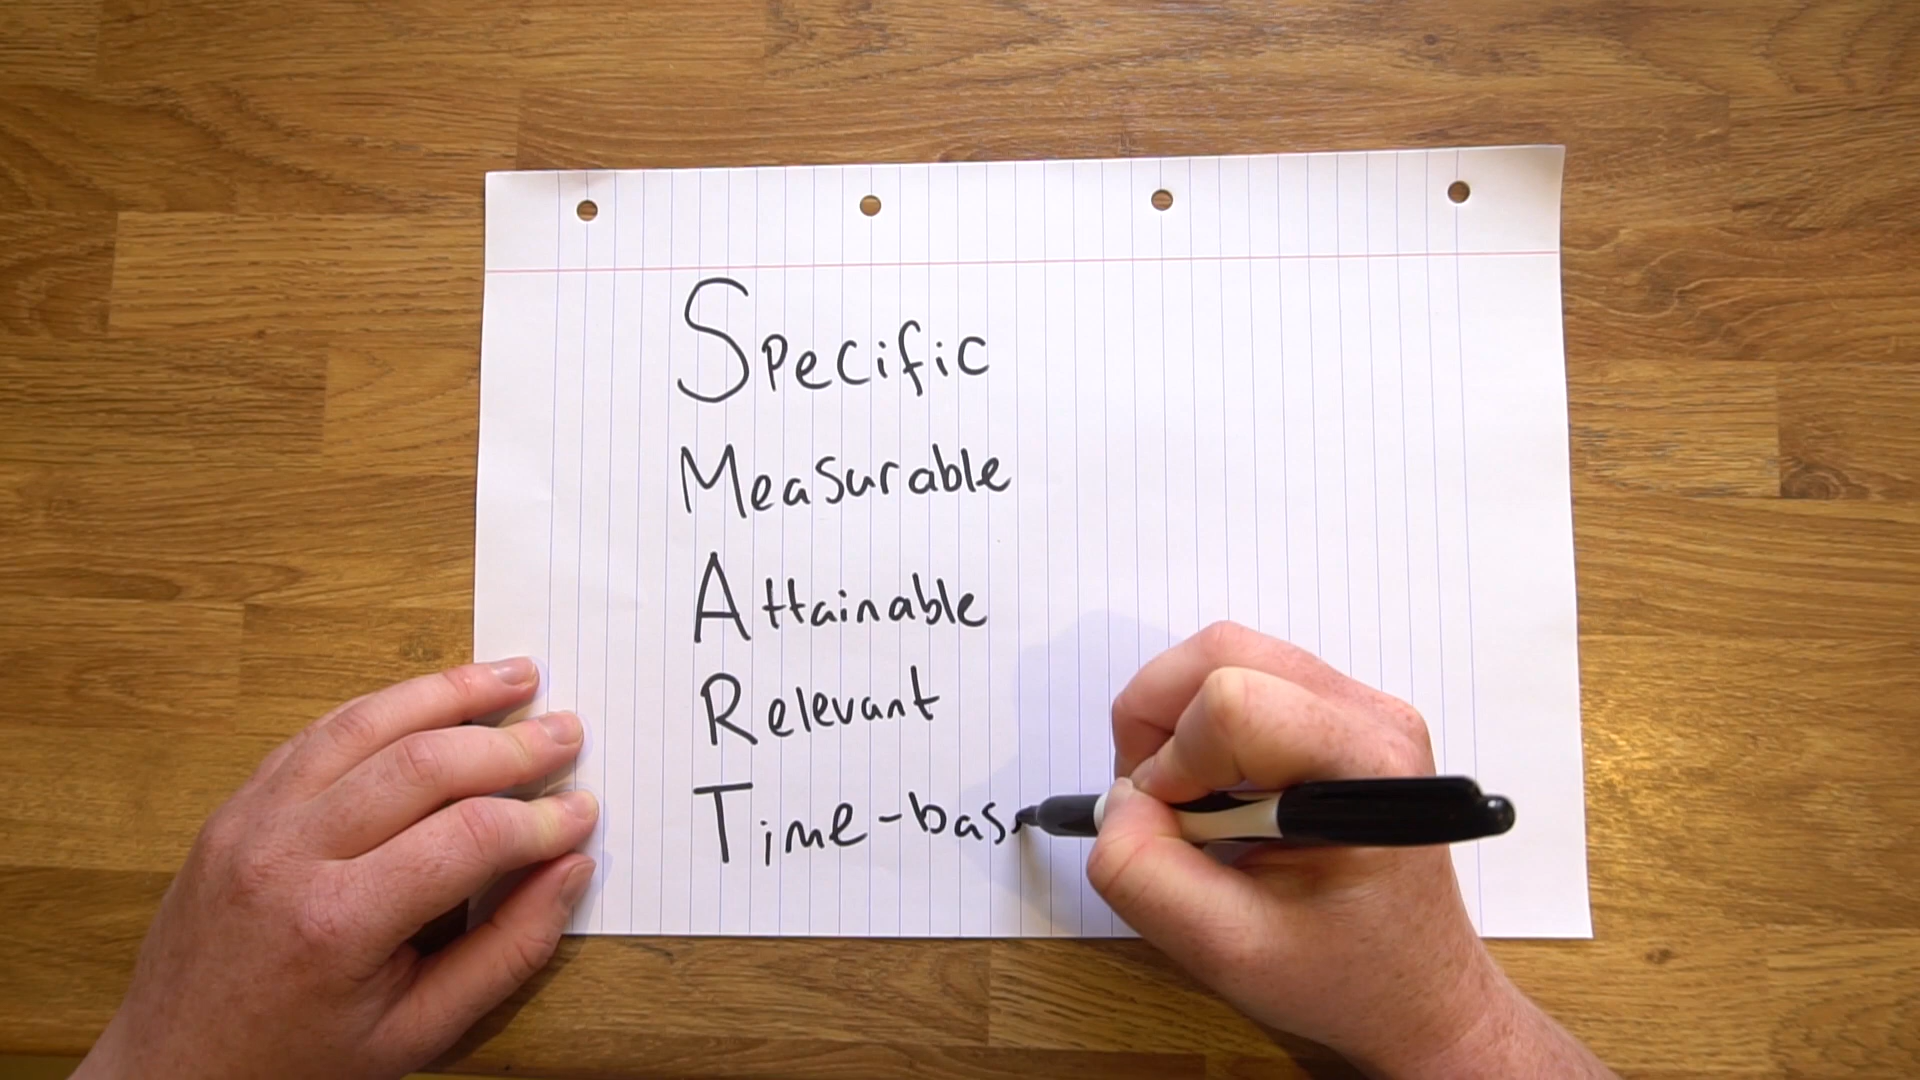 Specific
Measurable
Attainable
Relevant
Time-bas